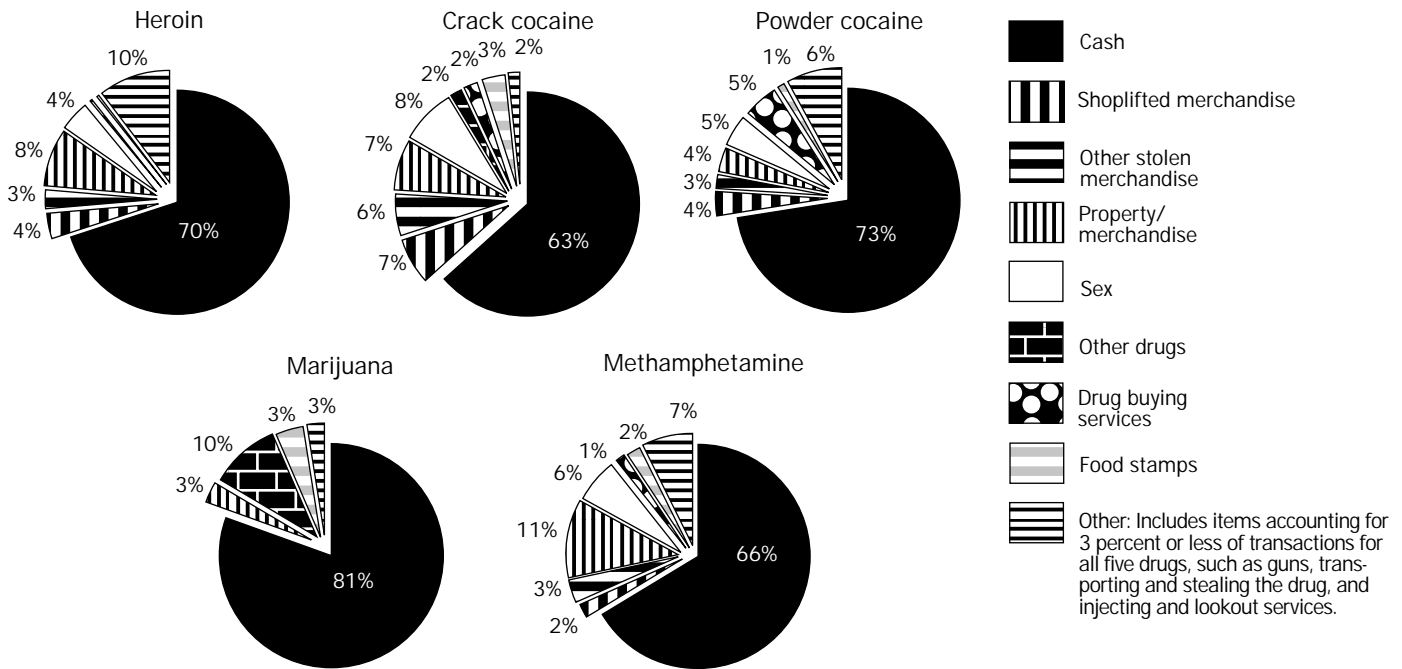 Heroin
10%
4%
8%
3%
4%
70%
Crack cocaine
2%
3%
2%
2%
8%
7%
6%
7%
63%
Powder cocaine
6%
1%
5%
5%
4%
3%
4%
73%
Marijuana
3%
3%
10%
3%
81%
Methamphetamine
7%
2%
1%
6%
11%
3%
2%
66%
Cash
Shoplifted merchandise
Other stolen
merchandise
Property/
merchandise
Sex
Other drugs
Drug buying
services
Food stamps
Other: Includes items accounting for
3 percent or less of transactions for
all five drugs, such as guns, trans-
porting and stealing the drug, and
injecting and lookout services.